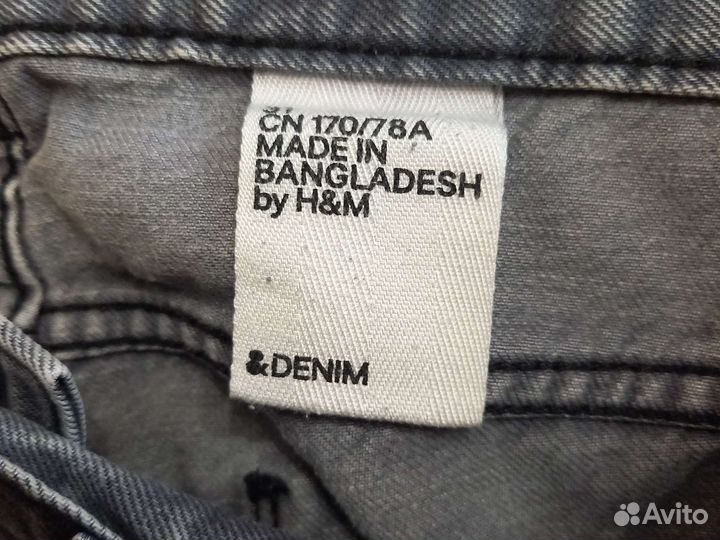 CN 170/78A
MADE IN
BANGLADESH
by H&M
&DENIM
Avito